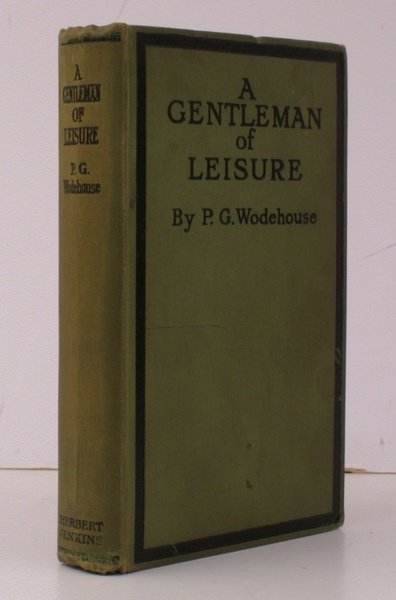 A
GENTLEMAN
OF
LEISURE
P. G.
Wodehouse
HERBERT
JENKINS
A
GENTLEMAN
of
LEISURE
By P. G. Wodehouse